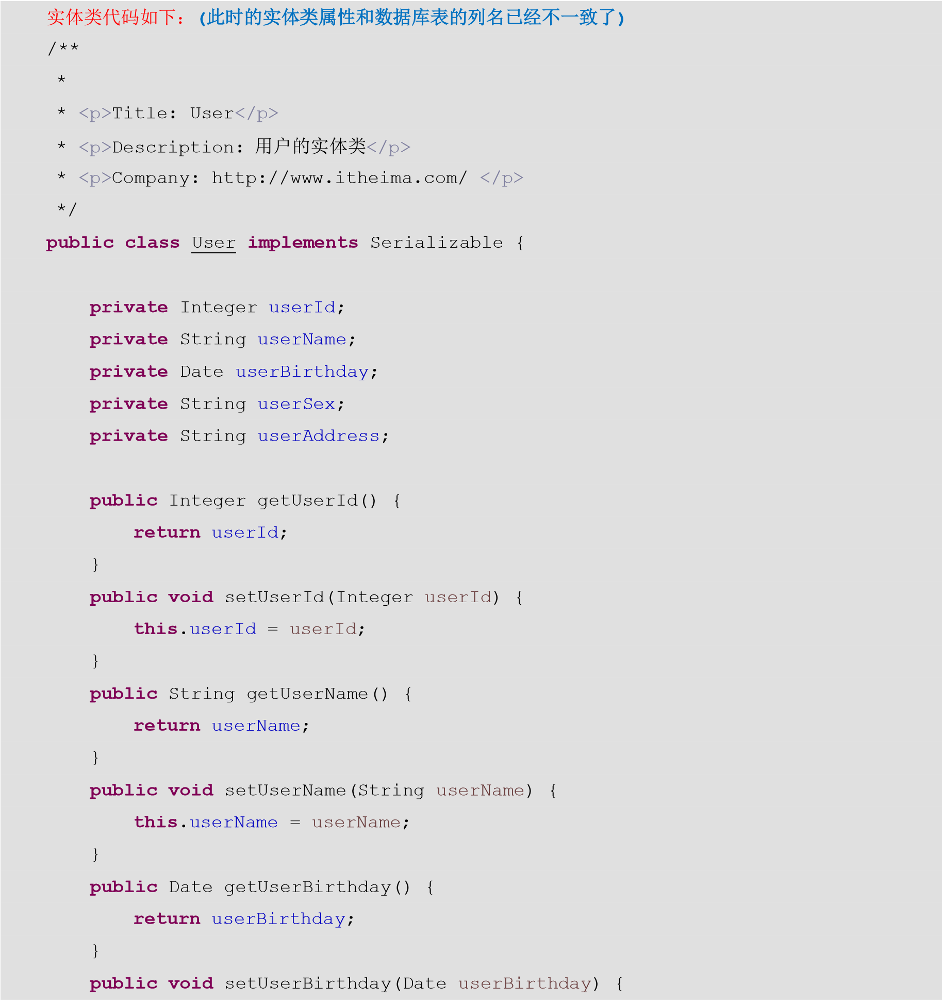 实体类代码如下：(此时的实体类属性和数据库表的列名已经不一致了)
/**
 *
 * <p>Title: User</p>
 * <p>Description: 用户的实体类</p>
 * <p>Company: http://www.itheima.com/ </p>
 */
public class User implements Serializable {
    private Integer userId;
    private String userName;
    private Date userBirthday;
    private String userSex;
    private String userAddress;
    public Integer getUserId() {
        return userId;
    }
    public void setUserId(Integer userId) {
        this.userId = userId;
    }
    public String getUserName() {
        return userName;
    }
    public void setUserName(String userName) {
        this.userName = userName;
    }
    public Date getUserBirthday() {
        return userBirthday;
    }
    public void setUserBirthday(Date userBirthday) {